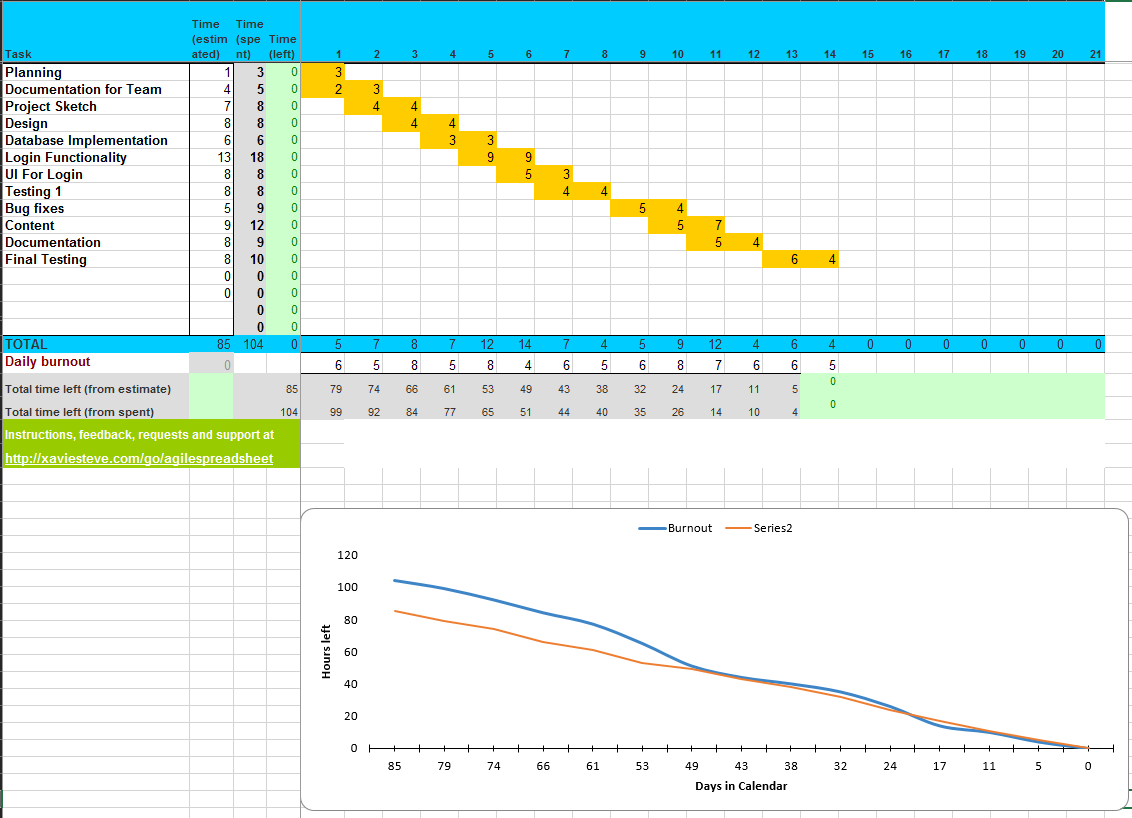 Task Time (estimated) Time (spent) Time (left) 1 2 3 4 5 6 7 8 9 10 11 12 13 14 15 16 17 18 19 20 21
Planning 1 3 0 3
Documentation for Team 4 5 0 2 3
Project Sketch 7 8 0 4 4
Design 8 8 0 4 4
Database Implementation 6 6 0 3 3
Login Functionality 13 18 0 9 9
UI For Login 8 8 0 5 3
Testing 1 8 8 0 4 4
Bug fixes 5 9 0 5 4
Content 9 12 0 5 7
Documentation 8 9 0 5 4
Final Testing 8 10 0 6 4
0 0 0
0 0 0
0 0
0 0
TOTAL 85 104 0 5 7 8 7 12 14 7 4 5 9 12 4 6 4 0 0 0 0 0 0 0
Daily burnout 0 6 5 8 5 8 4 6 5 6 8 7 6 6 5
Total time left (from estimate) 85 79 74 66 61 53 49 43 38 32 24 17 11 5 0
Total time left (from spent) 104 99 92 84 77 65 51 44 40 35 26 14 10 4 0
Instructions, feedback, requests and support at
http://xaviesteve.com/go/agilespreadsheet
Burnout Series2
120
100
80
60
40
20
0
Hours left
85 79 74 66 61 53 49 43 38 32 24 17 11 5 0
Days in Calendar